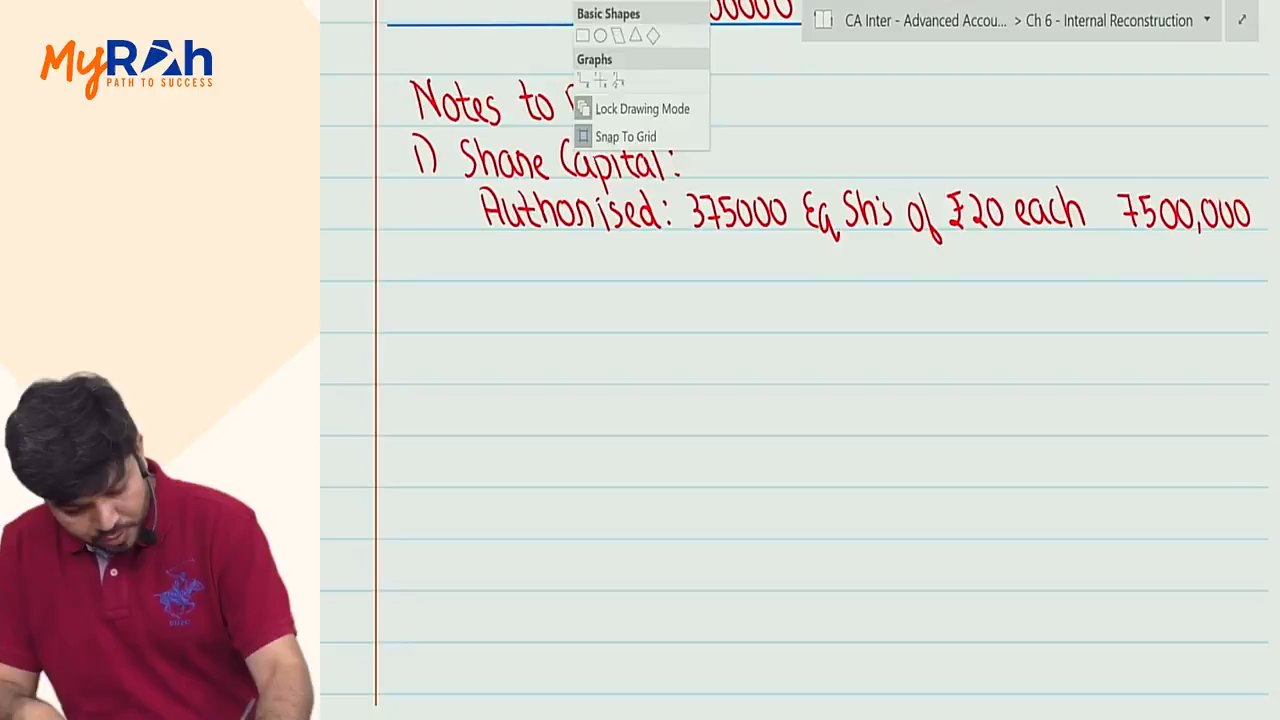 MyRAh
PATH TO SUCCESS
Basic Shapes
Graphs
Lock Drawing Mode
Snap To Grid
CA Inter - Advanced Accou... > Ch 6 - Internal Reconstruction
Notes to
i) Share Capital:
Authorised: 375000 Eq Sh's of ₹20 each 7500,000